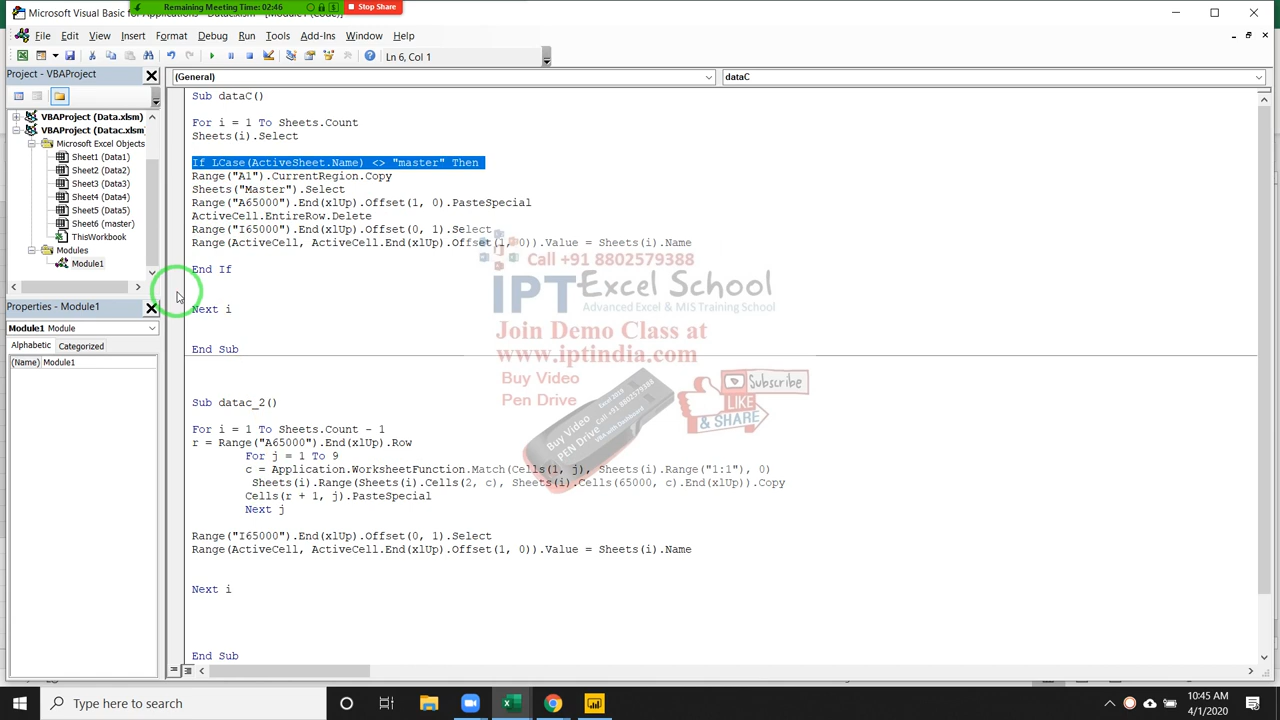 Remaining Meeting Time: 02:46
Stop Share
Microsoft Visual Basic for Applications
File Edit View Insert Format Debug Run Tools Add-Ins Window Help
Ln 6, Col 1
Project - VBAProject
(General)
dataC
VBAProject (Data.xlsm)
VBAProject (Datac.xlsm)
Microsoft Excel Objects
Sheet1 (Data1)
Sheet2 (Data2)
Sheet3 (Data3)
Sheet4 (Data4)
Sheet5 (Data5)
Sheet6 (master)
ThisWorkbook
Modules
Module1
Properties - Module1
Module1 Module
Alphabetic Categorized
(Name) Module1
Sub dataC()
For i = 1 To Sheets.Count
Sheets(i).Select
If LCase(ActiveSheet.Name) <> "master" Then
Range("A1").CurrentRegion.Copy
Sheets("Master").Select
Range("A65000").End(xlUp).Offset(1, 0).PasteSpecial
ActiveCell.EntireRow.Delete
Range("I65000").End(xlUp).Offset(0, 1).Select
Range(ActiveCell, ActiveCell.End(xlUp).Offset(1, 0)).Value = Sheets(i).Name
End If
Next i
End Sub
Sub datac_2()
For i = 1 To Sheets.Count - 1
r = Range("A65000").End(xlUp).Row
For j = 1 To 9
c = Application.WorksheetFunction.Match(Cells(1, j), Sheets(i).Range("1:1"), 0)
Sheets(i).Range(Sheets(i).Cells(2, c), Sheets(i).Cells(65000, c).End(xlUp)).Copy
Cells(r + 1, j).PasteSpecial
Next j
Range("I65000").End(xlUp).Offset(0, 1).Select
Range(ActiveCell, ActiveCell.End(xlUp).Offset(1, 0)).Value = Sheets(i).Name
Next i
End Sub
Call +91 8802579388
IPT Excel School
Advanced Excel & MIS Training School
Join Demo Class at
www.iptindia.com
Buy Video
Pen Drive
Buy Video
PEN Drive
Call +91 8802579388
Subscribe
LIKE
& SHARE
Type here to search
10:45 AM
4/1/2020